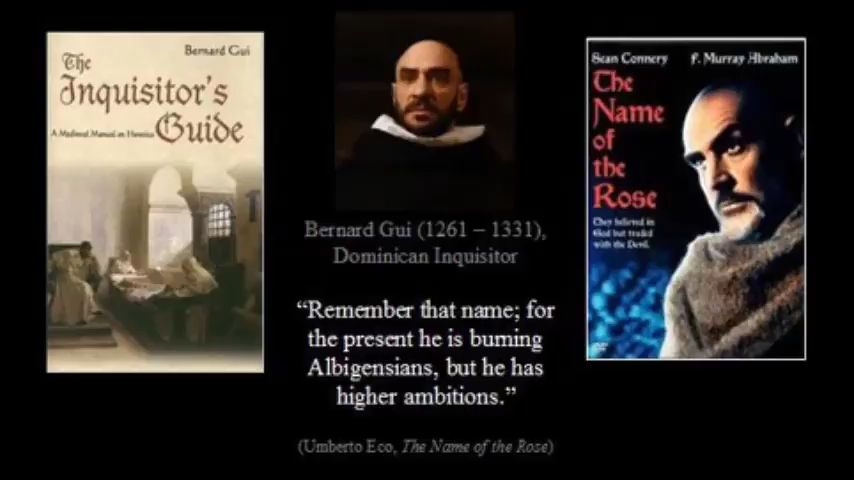 Bernard Gui
The
Inquisitor's
Guide
A Medieval Manual on Heretics
Bernard Gui (1261 – 1331),
Dominican Inquisitor
“Remember that name; for
the present he is burning
Albigensians, but he has
higher ambitions.”
(Umberto Eco, The Name of the Rose)
Sean Connery F. Murray Abraham
The
Name
of
the
Rose
They believed in
God but traded
with the Devil.
DVD